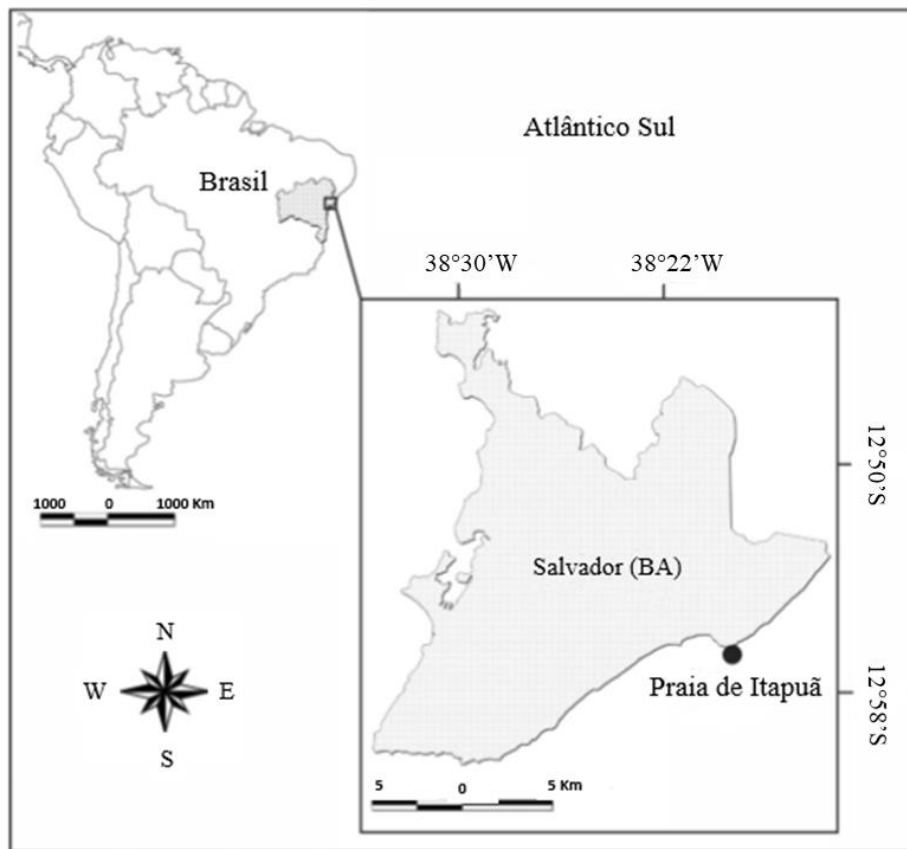 Atlântico Sul
Brasil
38°30’W 38°22’W
12°50’S
1000 0 1000 Km
Salvador (BA)
N
W E
S
Praia de Itapuã
12°58’S
5 0 5 Km